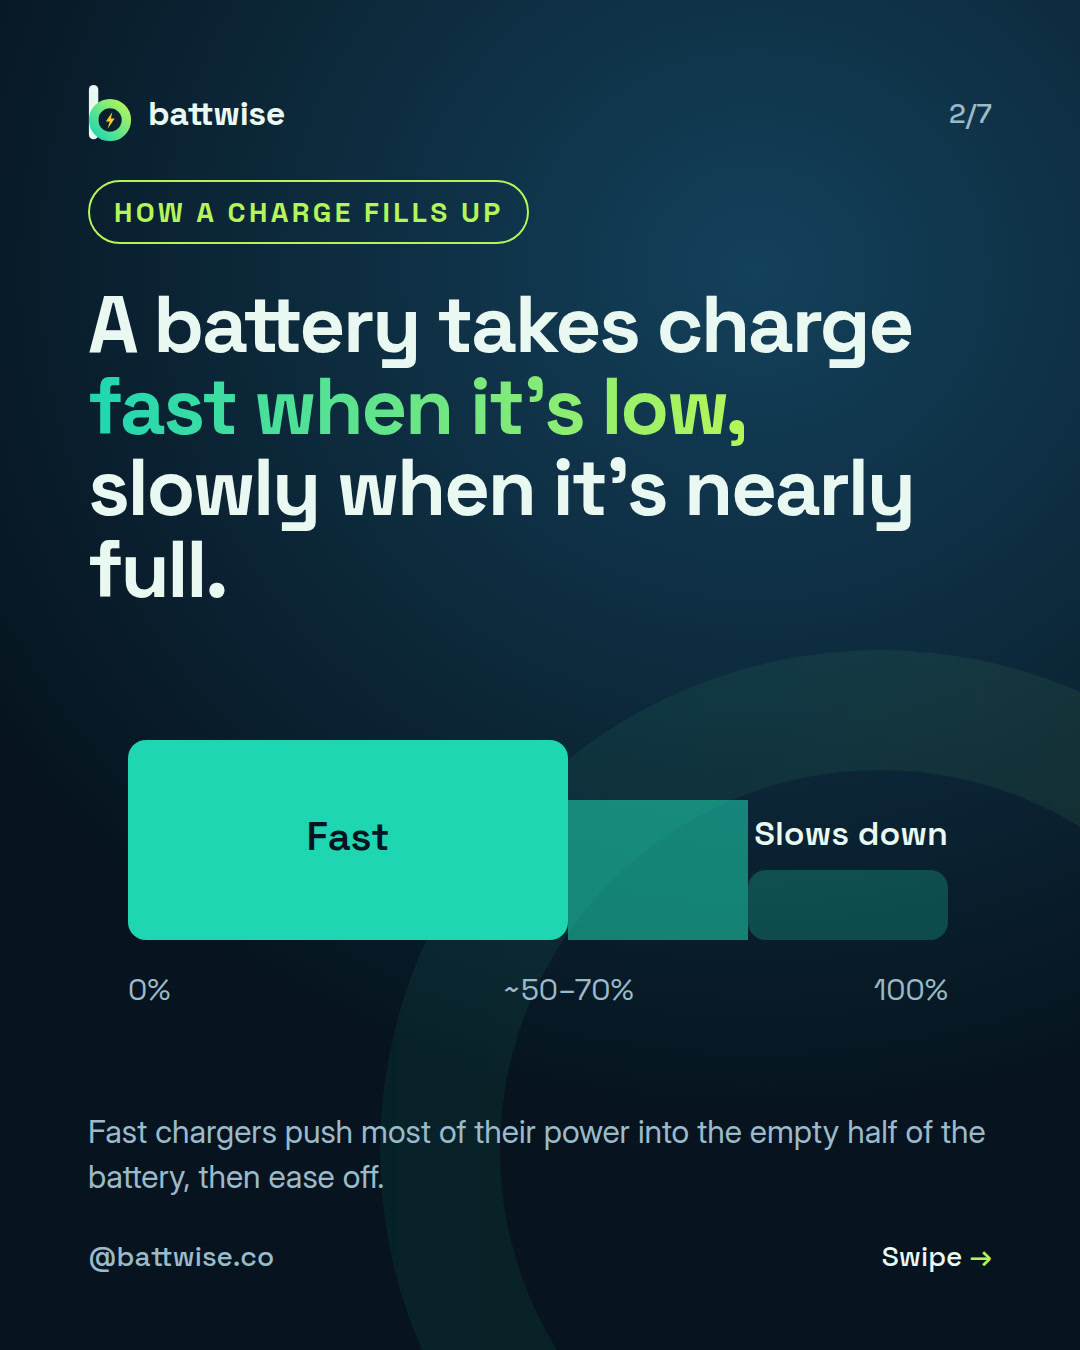 battwise
2/7
HOW A CHARGE FILLS UP
A battery takes charge
fast when it’s low,
slowly when it’s nearly
full.
Fast
Slows down
0%
~50–70%
100%
Fast chargers push most of their power into the empty half of the
battery, then ease off.
@battwise.co
Swipe →